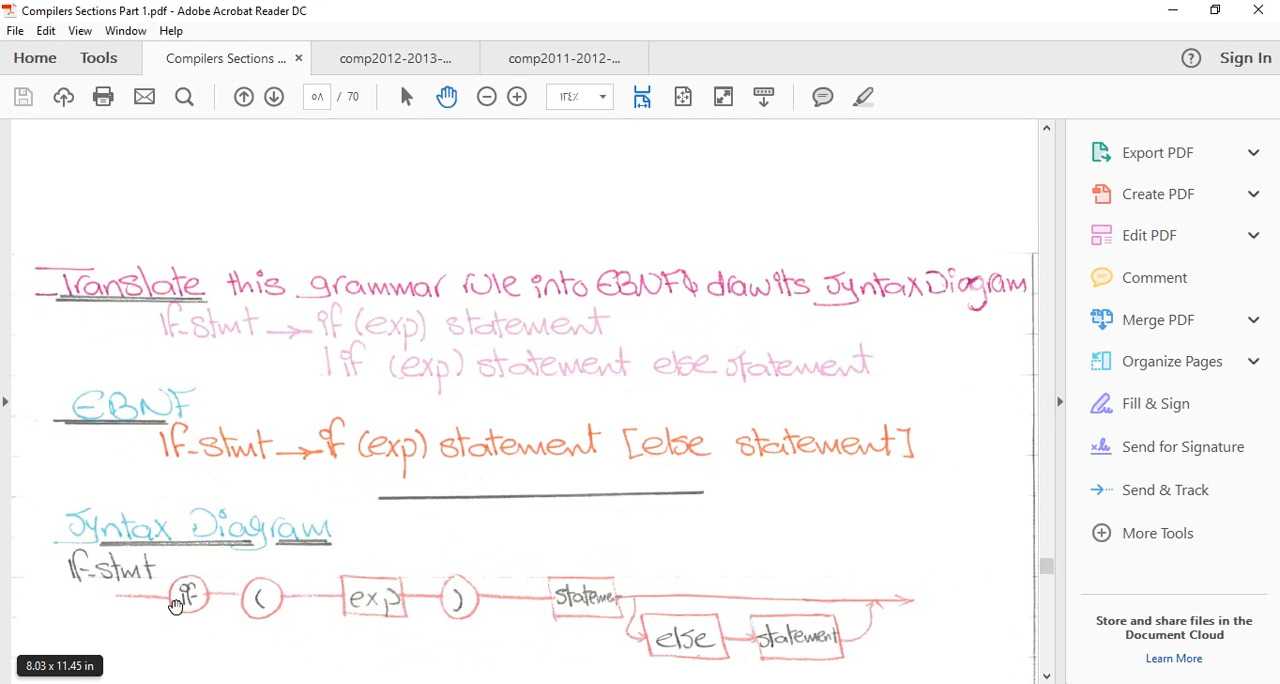 Compilers Sections Part 1.pdf - Adobe Acrobat Reader DC
File Edit View Window Help
Home Tools Compilers Sections ... × comp2012-2013-... comp2011-2012-... ? Sign In
٥٨ / 70 ١٣٤٪
Export PDF
Create PDF
Edit PDF
Comment
Merge PDF
Organize Pages
Fill & Sign
Send for Signature
Send & Track
More Tools
Store and share files in the
Document Cloud
Learn More
Translate this grammar rule into EBNF & draw its Syntax Diagram
If-stmt → if (exp) statement
| if (exp) statement else statement
EBNF
If-stmt → if (exp) statement [else statement]
Syntax Diagram
If-stmt
if ( exp ) statement
else statement
8.03 x 11.45 in